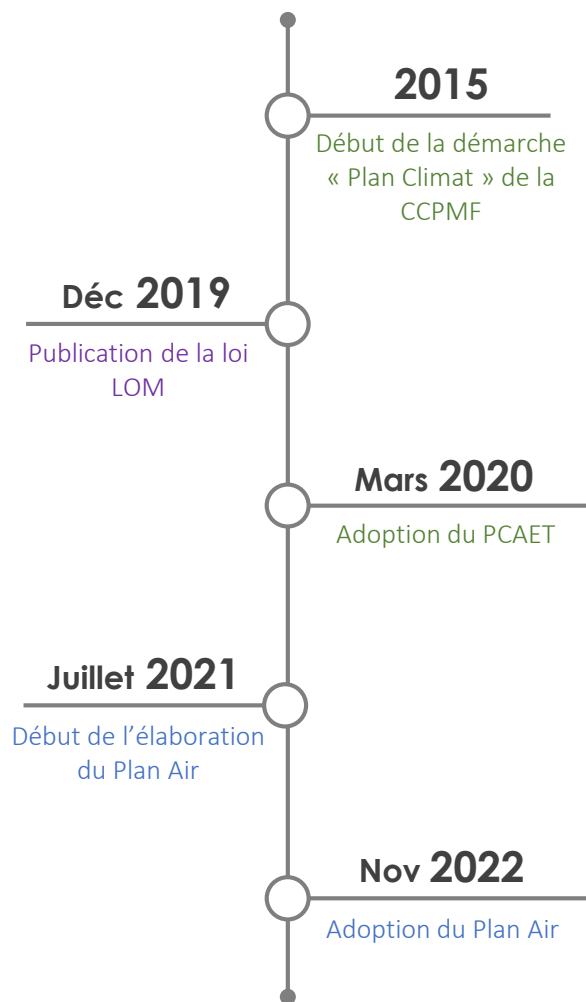 2015
Début de la démarche
« Plan Climat » de la
CCPMF
Déc 2019
Publication de la loi
LOM
Mars 2020
Adoption du PCAET
Juillet 2021
Début de l’élaboration
du Plan Air
Nov 2022
Adoption du Plan Air